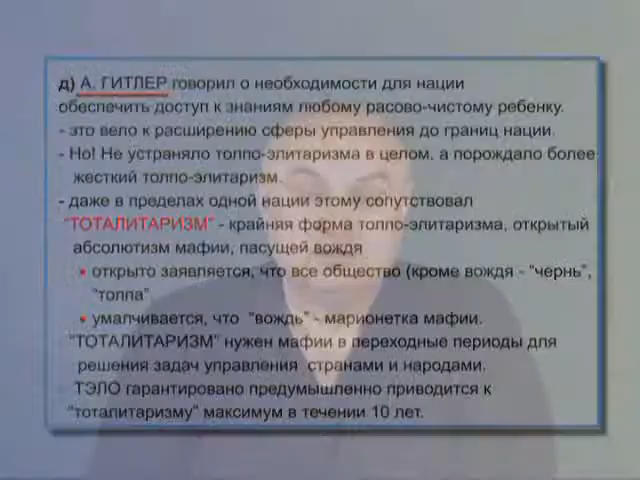 д) А. ГИТЛЕР говорил о необходимости для нации
обеспечить доступ к знаниям любому расово-чистому ребенку.
- это вело к расширению сферы управления до границ нации.
- Но! Не устраняло толпо-элитаризма в целом, а порождало более
жесткий толпо-элитаризм.
- даже в пределах одной нации этому сопутствовал
"ТОТАЛИТАРИЗМ" - крайняя форма толпо-элитаризма, открытый
абсолютизм мафии, пасущей вождя
• открыто заявляется, что все общество (кроме вождя - "чернь",
"толпа"
• умалчивается, что "вождь" - марионетка мафии.
"ТОТАЛИТАРИЗМ" нужен мафии в переходные периоды для
решения задач управления странами и народами.
ТЭЛО гарантировано предумышленно приводится к
"тоталитаризму" максимум в течении 10 лет.